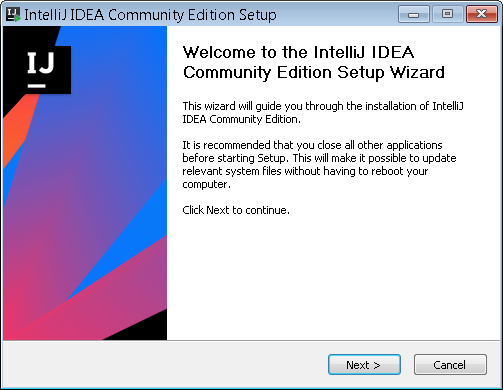 IntelliJ IDEA Community Edition Setup
IJ
Welcome to the IntelliJ IDEA
Community Edition Setup Wizard
This wizard will guide you through the installation of IntelliJ
IDEA Community Edition.
It is recommended that you close all other applications
before starting Setup. This will make it possible to update
relevant system files without having to reboot your
computer.
Click Next to continue.
Next >
Cancel